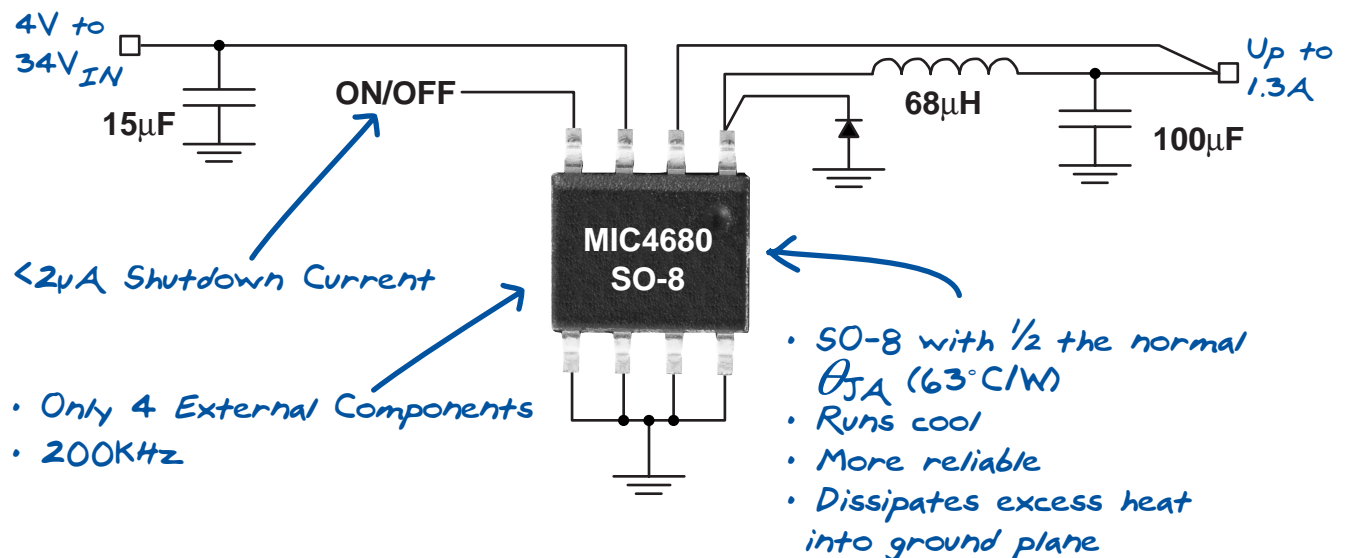 4V to
34V IN
15μF
ON/OFF
68μH
100μF
Up to
1.3A
MIC4680
SO-8
<2μA Shutdown Current
• Only 4 External Components
• 200KHz
• SO-8 with ½ the normal
θJA (63°C/W)
• Runs cool
• More reliable
• Dissipates excess heat
into ground plane